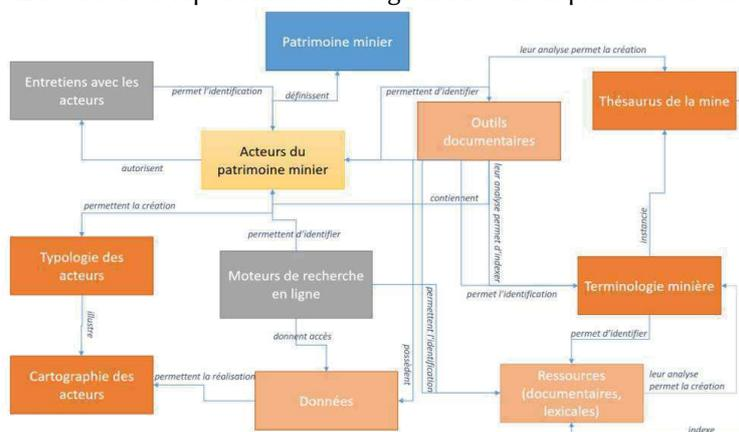 Patrimoine minier
leur analyse permet la création
Entretiens avec les
acteurs
permet l'identification
définissent
permettent d'identifier
Thésaurus de la mine
Outils
documentaires
Acteurs du
patrimoine minier
autorisent
contiennent
leur analyse permet d'indexer
permettent la création
instancie
permettent d'identifier
Typologie des
acteurs
Moteurs de recherche
en ligne
Terminologie minière
permet l'identification
permettent l'identification
illustre
donnent accès
permet d'identifier
possèdent
Cartographie des
acteurs
permettent la réalisation
Données
Ressources
(documentaires,
lexicales)
leur analyse
permet la création
indexe